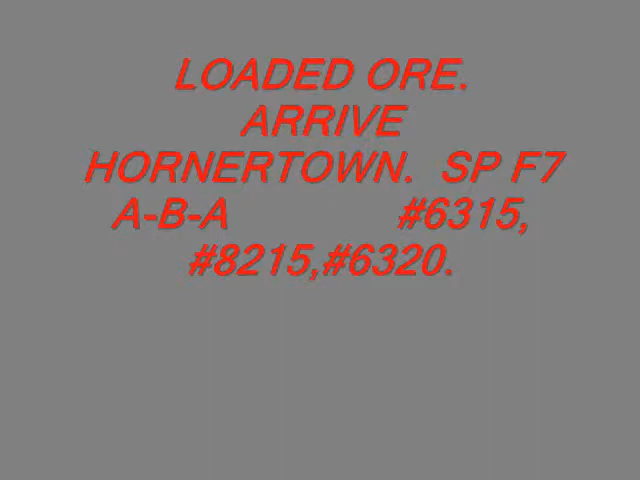 LOADED ORE.
ARRIVE
HORNERTOWN.  SP F7
A-B-A             #6315,
#8215,#6320.